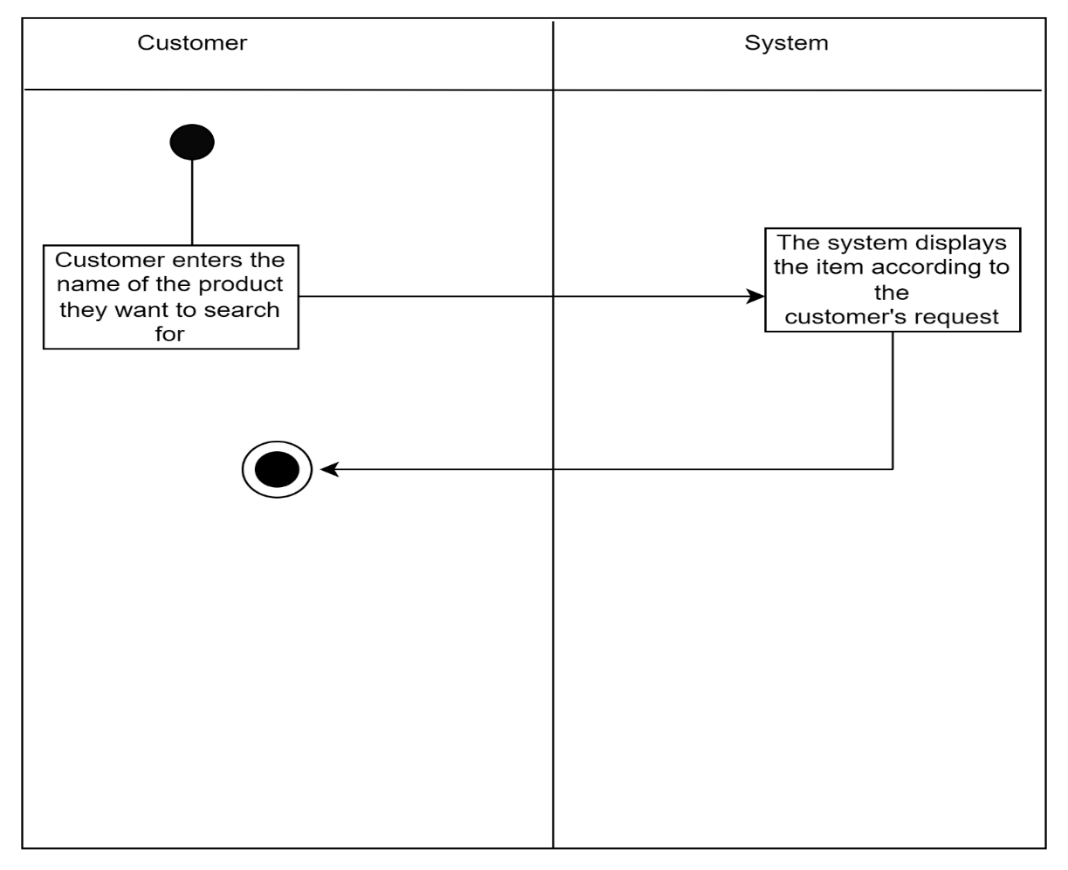 Customer
System
Customer enters the
name of the product
they want to search
for
The system displays
the item according to
the
customer's request